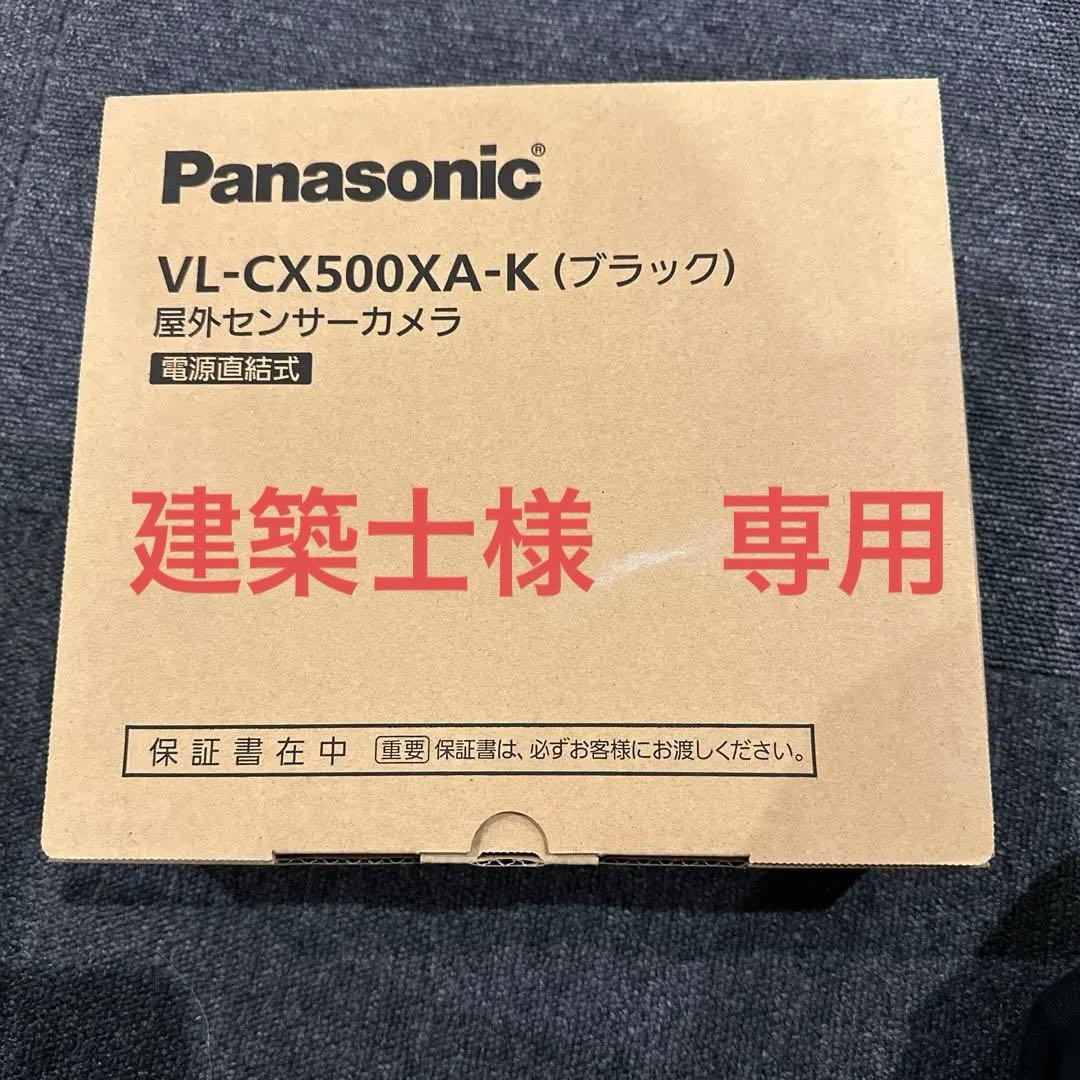 Panasonic®
VL-CX500XA-K (ブラック)
屋外センサーカメラ
電源直結式
建築士様　専用
保証書在中 重要 保証書は、必ずお客様にお渡しください。